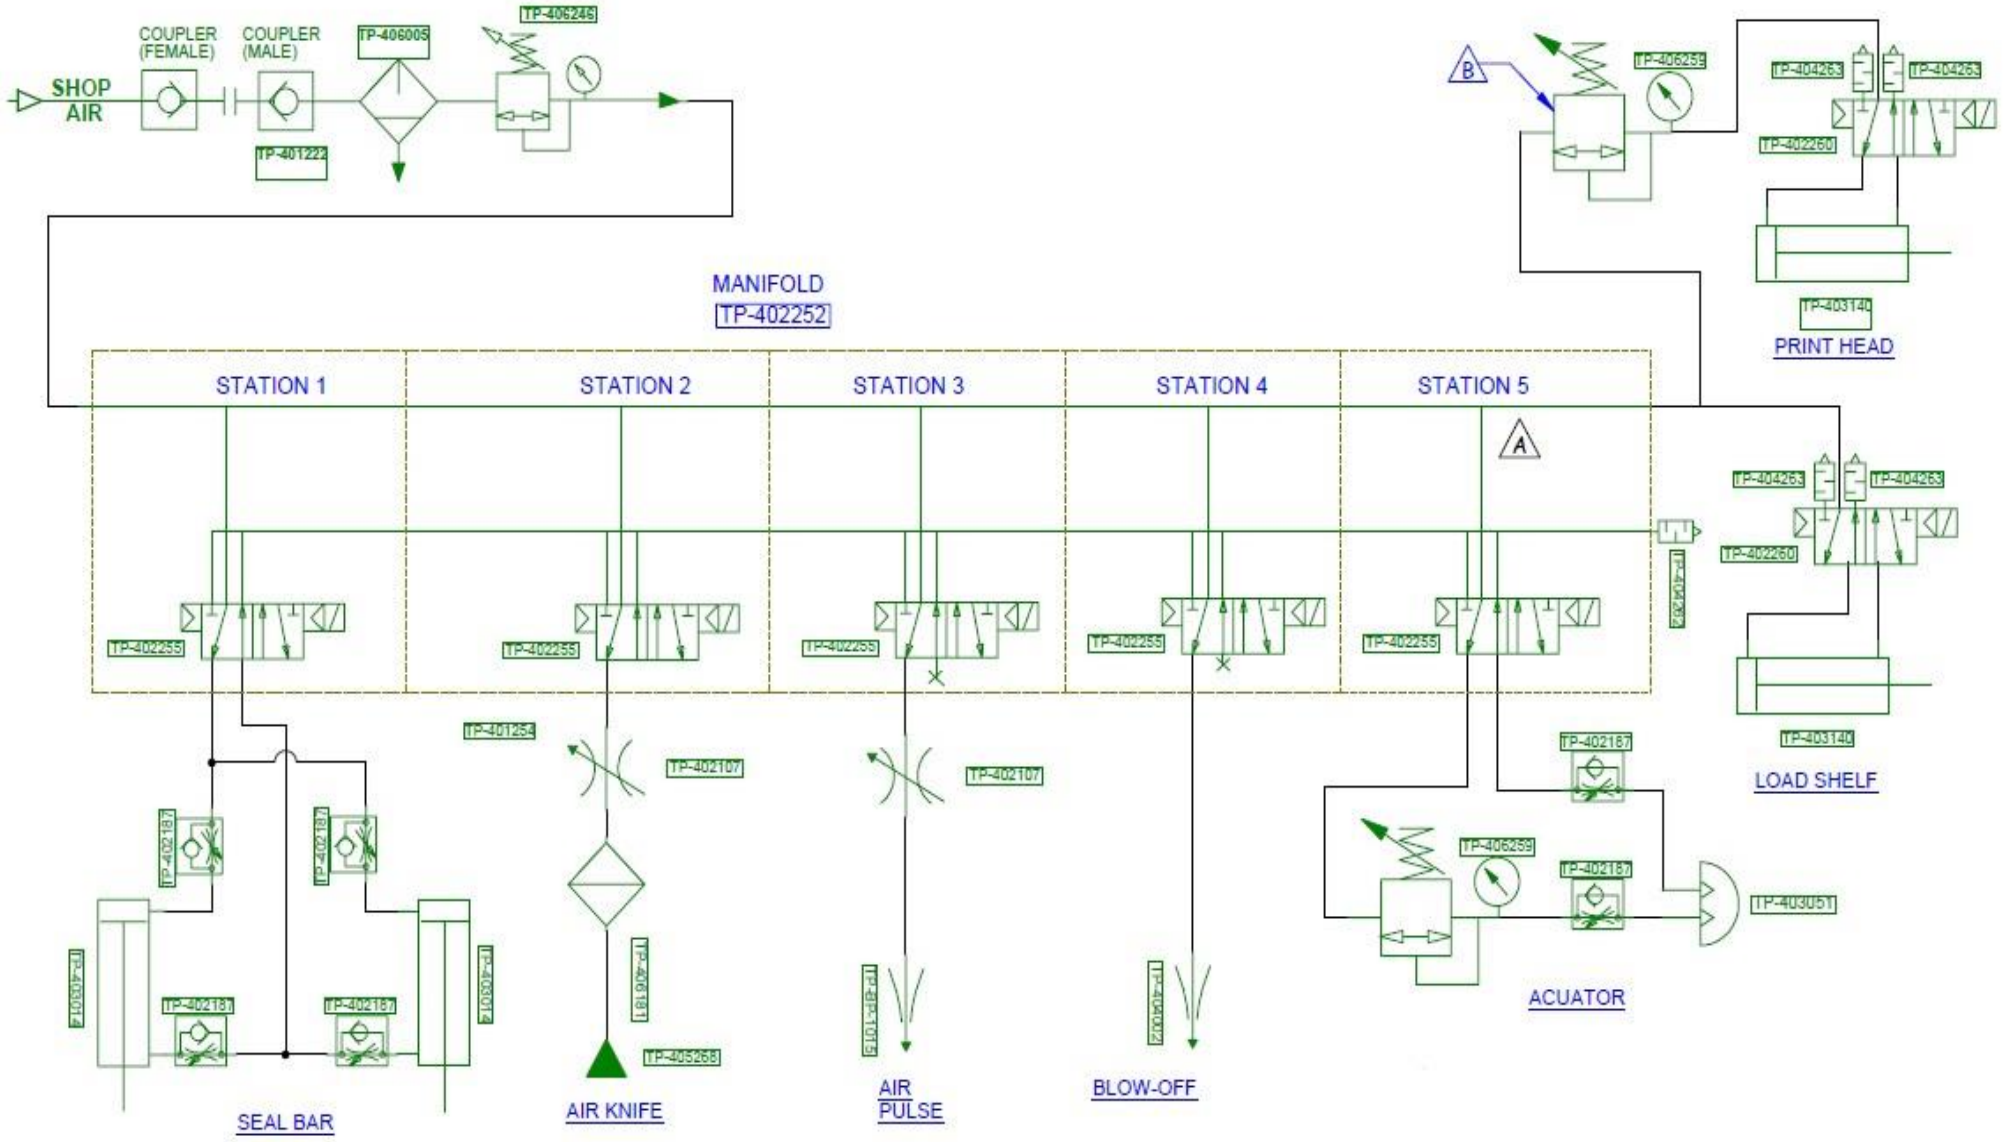 TP-406246
COUPLER
(FEMALE)
COUPLER
(MALE)
TP-406005
SHOP
AIR
TP-401222
B
TP-406259
TP-404263
TP-404263
TP-402260
TP-403140
PRINT HEAD
MANIFOLD
TP-402252
STATION 1
STATION 2
STATION 3
STATION 4
STATION 5
A
TP-404263
TP-404263
TP-402260
TP-404262
TP-402255
TP-402255
TP-402255
TP-402255
TP-402255
TP-403140
LOAD SHELF
TP-401254
TP-402107
TP-402107
TP-402187
TP-402187
TP-402187
TP-406259
TP-402187
TP-403051
TP-403014
TP-402187
TP-402187
TP-403014
TP-406181
TP-BP-1015
TP-404002
ACUATOR
TP-405268
SEAL BAR
AIR KNIFE
AIR
PULSE
BLOW-OFF